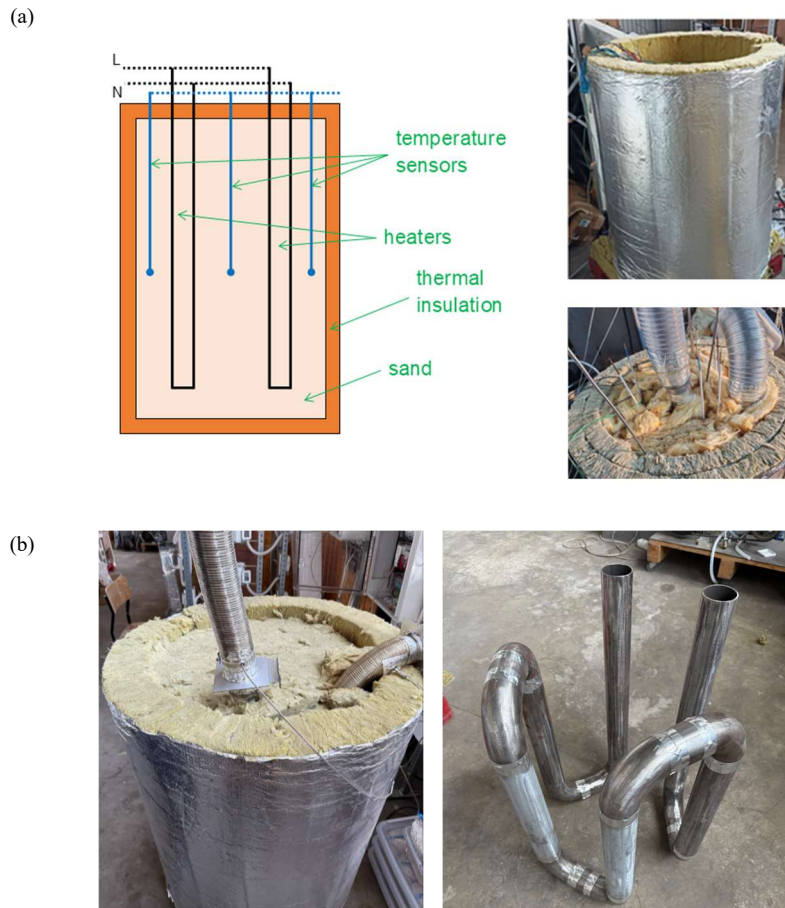 (a)
L
N
temperature
sensors
heaters
thermal
insulation
sand
(b)